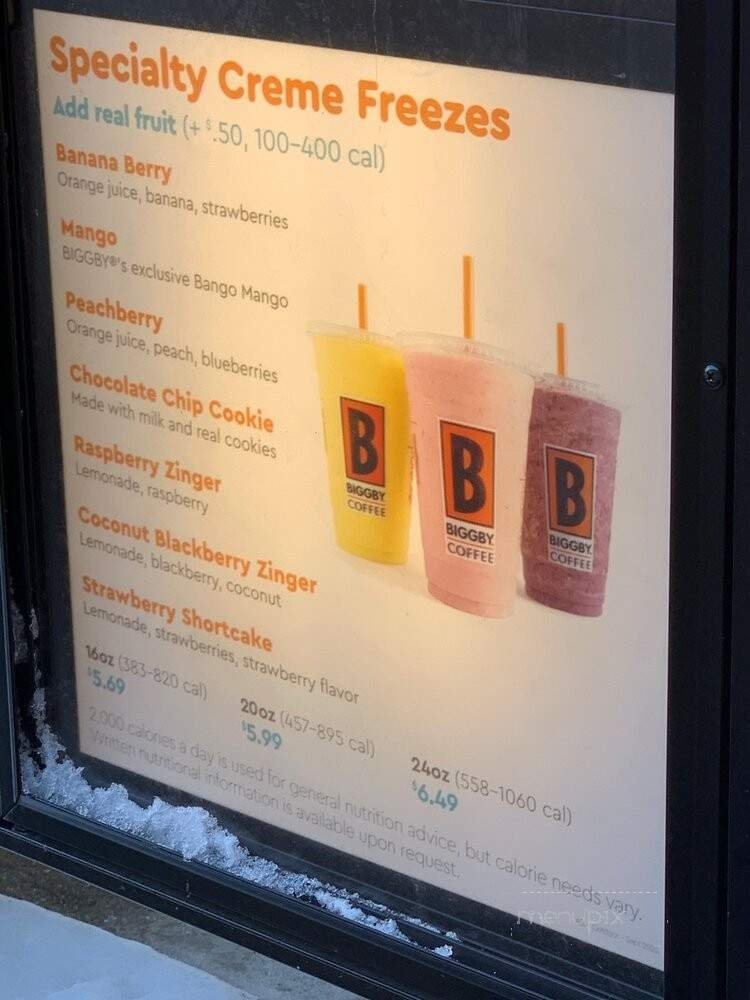 Specialty Creme Freezes
Add real fruit (+ $.50, 100-400 cal)
Banana Berry
Orange juice, banana, strawberries
Mango
BIGGBY®'s exclusive Bango Mango
Peachberry
Orange juice, peach, blueberries
Chocolate Chip Cookie
Made with milk and real cookies
Raspberry Zinger
Lemonade, raspberry
Coconut Blackberry Zinger
Lemonade, blackberry, coconut
Strawberry Shortcake
Lemonade, strawberries, strawberry flavor
16oz (383-820 cal)
$5.69
20oz (457-895 cal)
$5.99
24oz (558-1060 cal)
$6.49
2,000 calories a day is used for general nutrition advice, but calorie needs vary.
Written nutritional information is available upon request.
B
BIGGBY
COFFEE
B
BIGGBY
COFFEE
B
BIGGBY
COFFEE
menupix